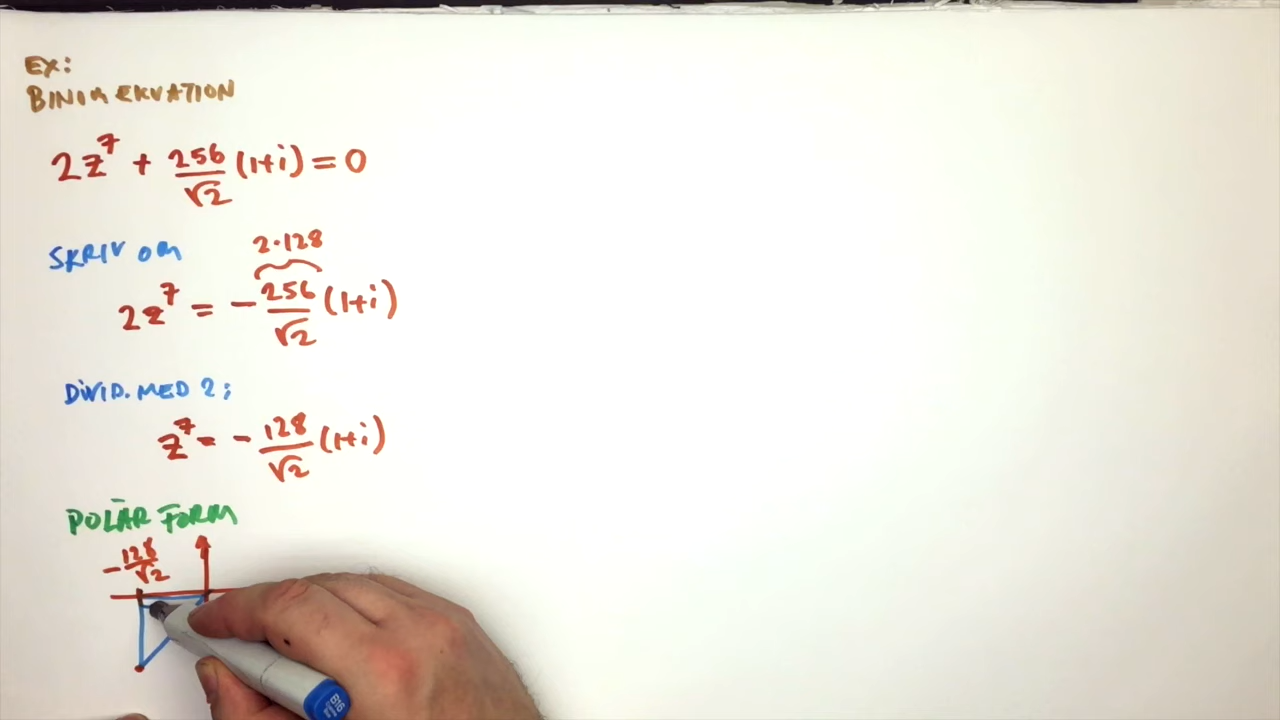 EX:
BINOM EKVATION
2z⁷ + 256/√2 (1+i) = 0
SKRIV OM
2·128
2z⁷ = - 256/√2 (1+i)
DIVID. MED 2;
z⁷ = - 128/√2 (1+i)
POLÄR FORM
- 128/√2